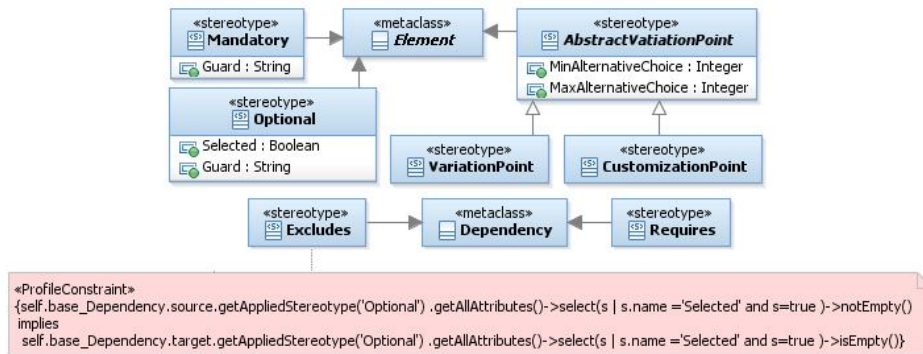 «stereotype»
Mandatory
Guard : String
«metaclass»
Element
«stereotype»
AbstractVatiationPoint
MinAlternativeChoice : Integer
MaxAlternativeChoice : Integer
«stereotype»
Optional
Selected : Boolean
Guard : String
«stereotype»
VariationPoint
«stereotype»
CustomizationPoint
«stereotype»
Excludes
«metaclass»
Dependency
«stereotype»
Requires
«ProfileConstraint»
{self.base_Dependency.source.getAppliedStereotype('Optional') .getAllAttributes()->select(s | s.name ='Selected' and s=true )->notEmpty()
implies
self.base_Dependency.target.getAppliedStereotype('Optional') .getAllAttributes()->select(s | s.name ='Selected' and s=true )->isEmpty()}